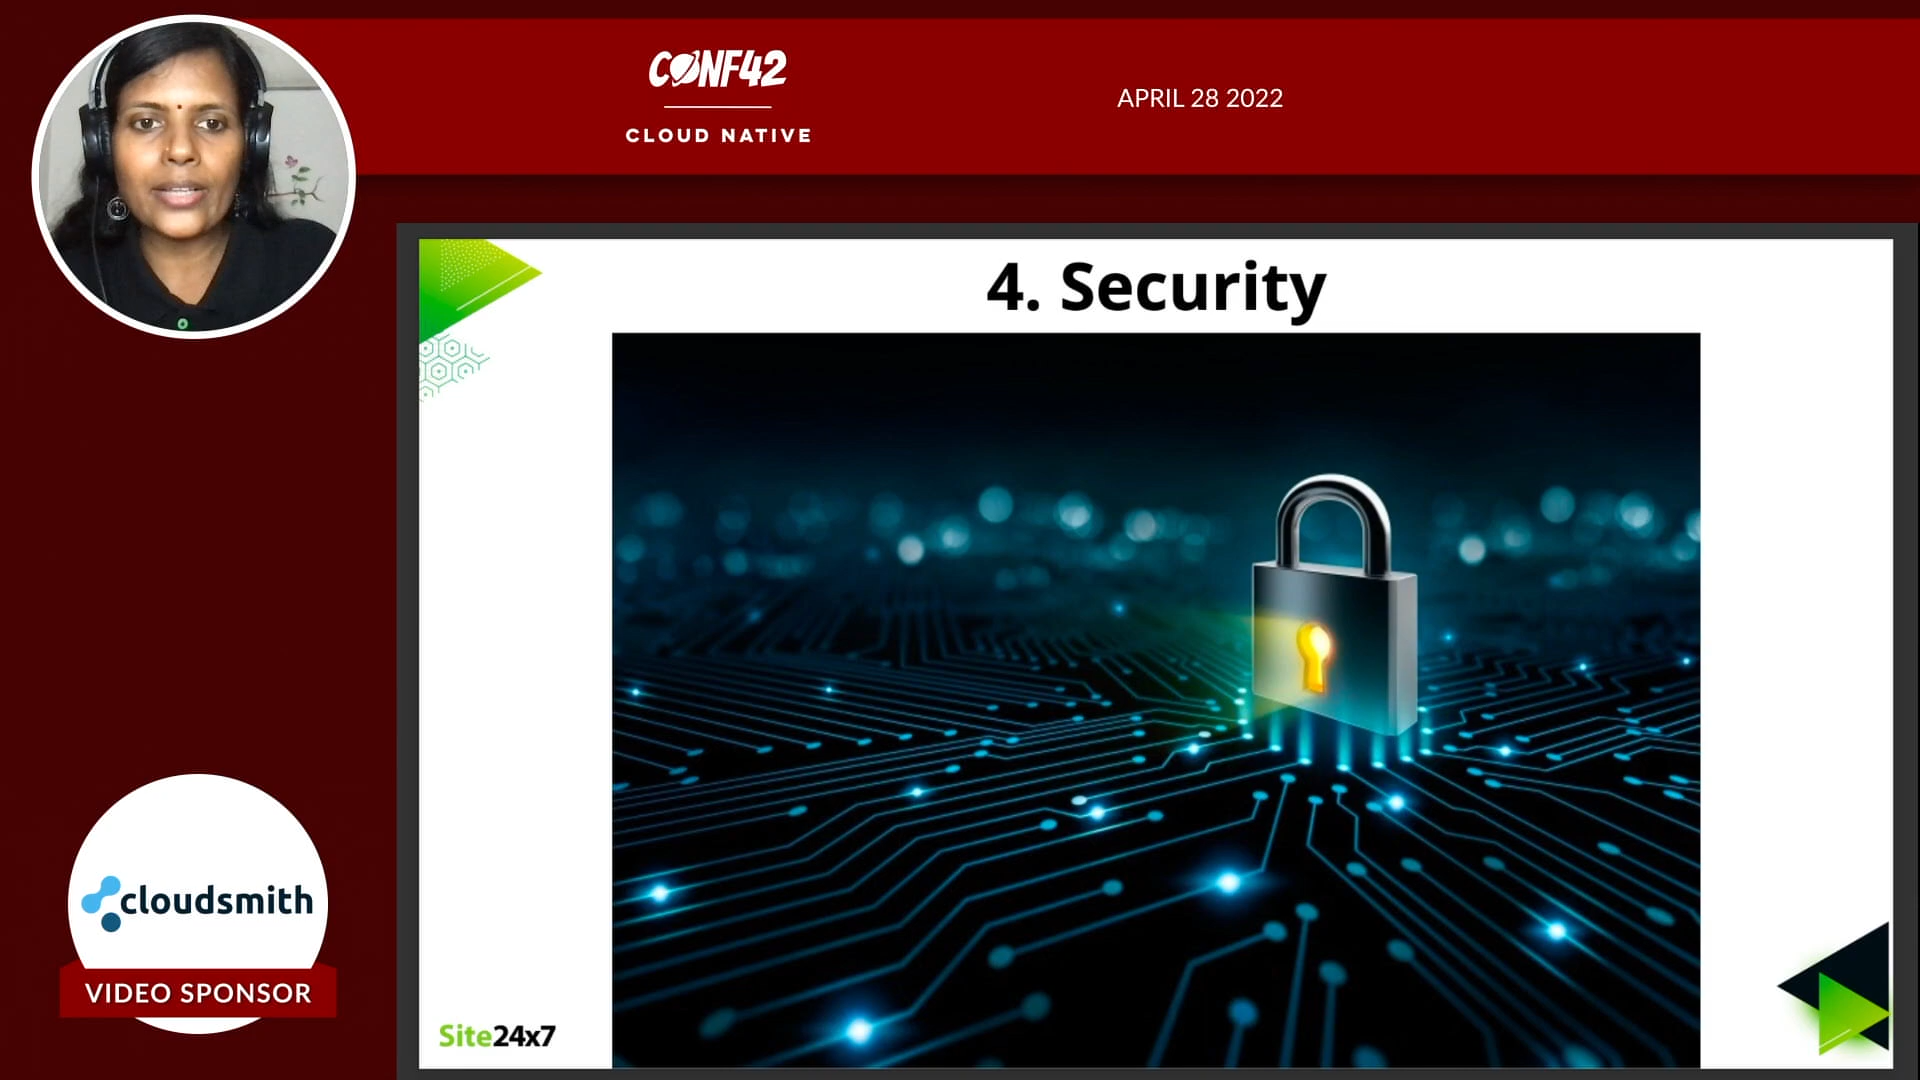 CONF42
CLOUD NATIVE
APRIL 28 2022
4. Security
cloudsmith
VIDEO SPONSOR
Site24x7